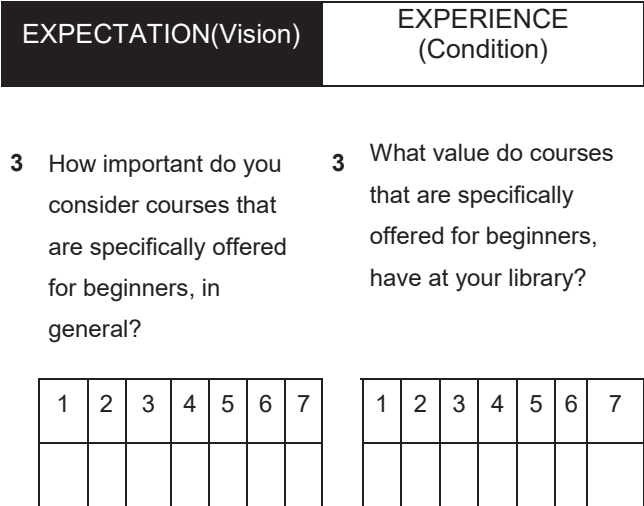 EXPECTATION(Vision)
EXPERIENCE
(Condition)
3 How important do you
consider courses that
are specifically offered
for beginners, in
general?
3 What value do courses
that are specifically
offered for beginners,
have at your library?
1 2 3 4 5 6 7
1 2 3 4 5 6 7